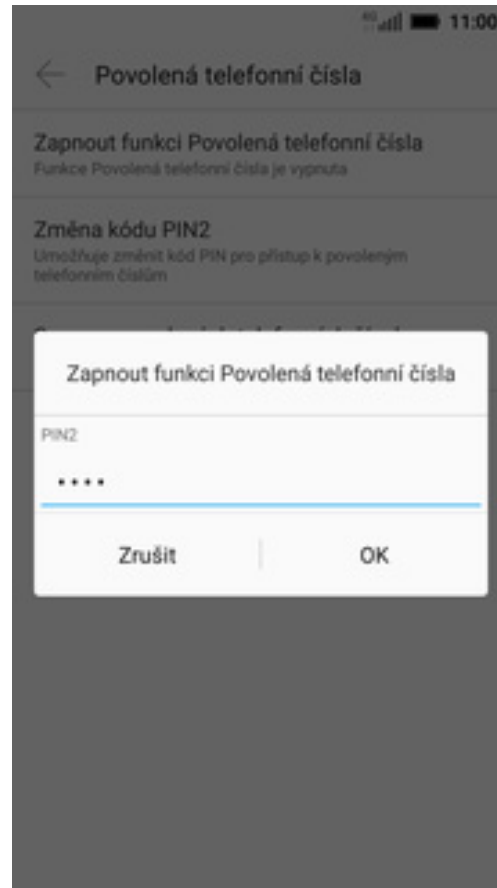 4G 11:00
Povolená telefonní čísla
Zapnout funkci Povolená telefonní čísla
Funkce Povolená telefonní čísla je vypnuta
Změna kódu PIN2
Umožňuje změnit kód PIN pro přístup k povoleným
telefonním číslům
Zapnout funkci Povolená telefonní čísla
PIN2
••••
Zrušit OK